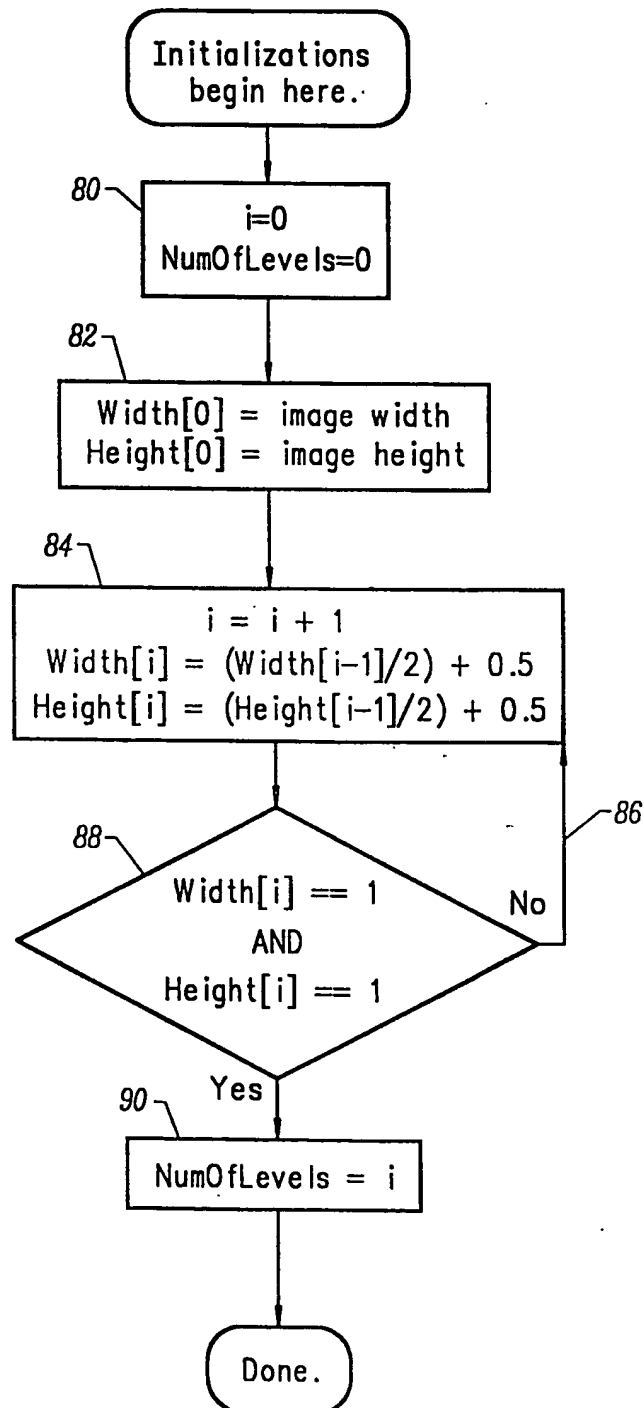 Initializations
begin here.
80
i=0
NumOfLevels=0
82
Width[0] = image width
Height[0] = image height
84
i = i + 1
Width[i] = (Width[i-1]/2) + 0.5
Height[i] = (Height[i-1]/2) + 0.5
86
88
Width[i] == 1
AND
Height[i] == 1
No
Yes
90
NumOfLevels = i
Done.